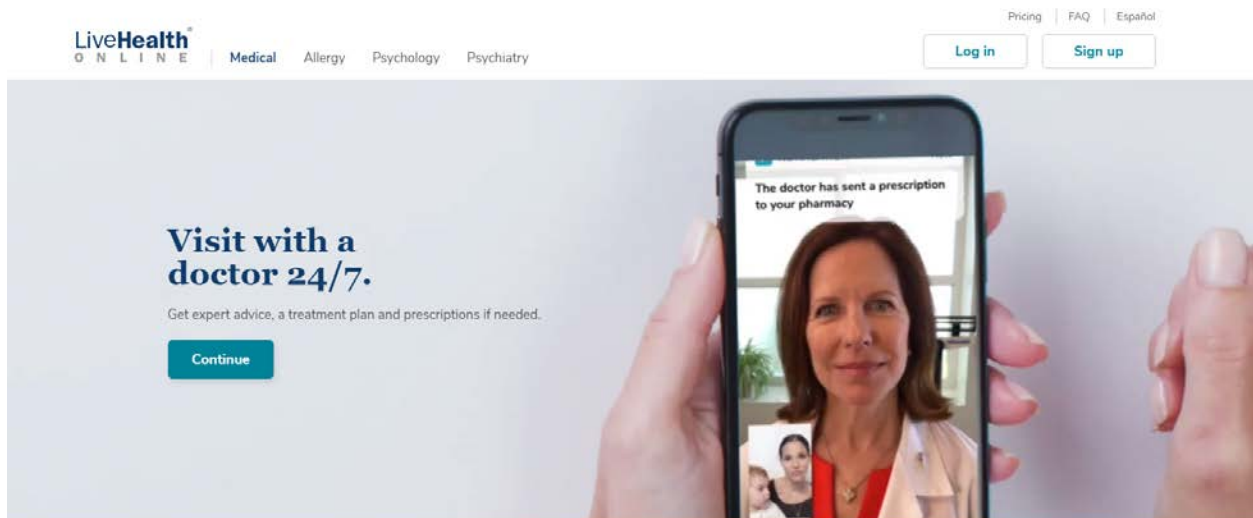 Pricing
FAQ
Español
LiveHealth
ONLINE
Medical
Allergy
Psychology
Psychiatry
Log in
Sign up
The doctor has sent a prescription
to your pharmacy
Visit with a
doctor 24/7.
Get expert advice, a treatment plan and prescriptions if needed.
Continue